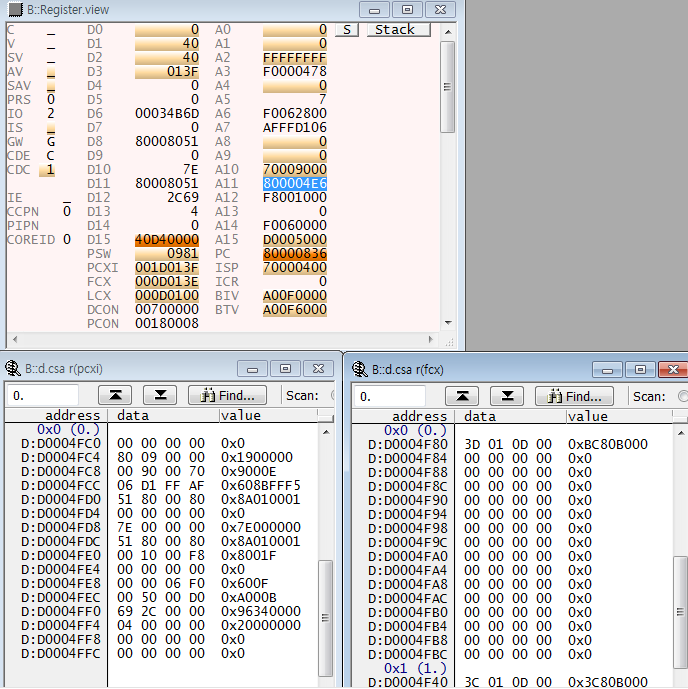 B::Register.view
C _ D0 0 A0 0 S Stack
V _ D1 40 A1 0
SV _ D2 40 A2 FFFFFFFF
AV _ D3 013F A3 F0000478
SAV _ D4 0 A4 0
PRS 0 D5 0 A5 7
IO 2 D6 00034B6D A6 F0062800
IS _ D7 0 A7 AFFFD106
GW G D8 80008051 A8 0
CDE C D9 0 A9 0
CDC 1 D10 7E A10 70009000
D11 80008051 A11 800004E6
IE _ D12 2C69 A12 F8001000
CCPN 0 D13 4 A13 0
PIPN D14 0 A14 F0060000
COREID 0 D15 40D40000 A15 D0005000
PSW 0981 PC 80000836
PCXI 001D013F ISP 70000400
FCX 000D013E ICR 0
LCX 000D0100 BIV A00F0000
DCON 00700000 BTV A00F6000
PCON 00180008
B::d.csa r(pcxi)
0. Find... Scan:
address data value
0x0 (0.)
D:D0004FC0 00 00 00 00 0x0
D:D0004FC4 80 09 00 00 0x1900000
D:D0004FC8 00 90 00 70 0x9000E
D:D0004FCC 06 D1 FF AF 0x608BFFF5
D:D0004FD0 51 80 00 80 0x8A010001
D:D0004FD4 00 00 00 00 0x0
D:D0004FD8 7E 00 00 00 0x7E000000
D:D0004FDC 51 80 00 80 0x8A010001
D:D0004FE0 00 10 00 F8 0x8001F
D:D0004FE4 00 00 00 00 0x0
D:D0004FE8 00 00 06 F0 0x600F
D:D0004FEC 00 50 00 D0 0xA000B
D:D0004FF0 69 2C 00 00 0x96340000
D:D0004FF4 04 00 00 00 0x20000000
D:D0004FF8 00 00 00 00 0x0
D:D0004FFC 00 00 00 00 0x0
B::d.csa r(fcx)
0. Find... Scan:
address data value
0x0 (0.)
D:D0004F80 3D 01 0D 00 0xBC80B000
D:D0004F84 00 00 00 00 0x0
D:D0004F88 00 00 00 00 0x0
D:D0004F8C 00 00 00 00 0x0
D:D0004F90 00 00 00 00 0x0
D:D0004F94 00 00 00 00 0x0
D:D0004F98 00 00 00 00 0x0
D:D0004F9C 00 00 00 00 0x0
D:D0004FA0 00 00 00 00 0x0
D:D0004FA4 00 00 00 00 0x0
D:D0004FA8 00 00 00 00 0x0
D:D0004FAC 00 00 00 00 0x0
D:D0004FB0 00 00 00 00 0x0
D:D0004FB4 00 00 00 00 0x0
D:D0004FB8 00 00 00 00 0x0
D:D0004FBC 00 00 00 00 0x0
0x1 (1.)
D:D0004F40 3C 01 0D 00 0x3C80B000